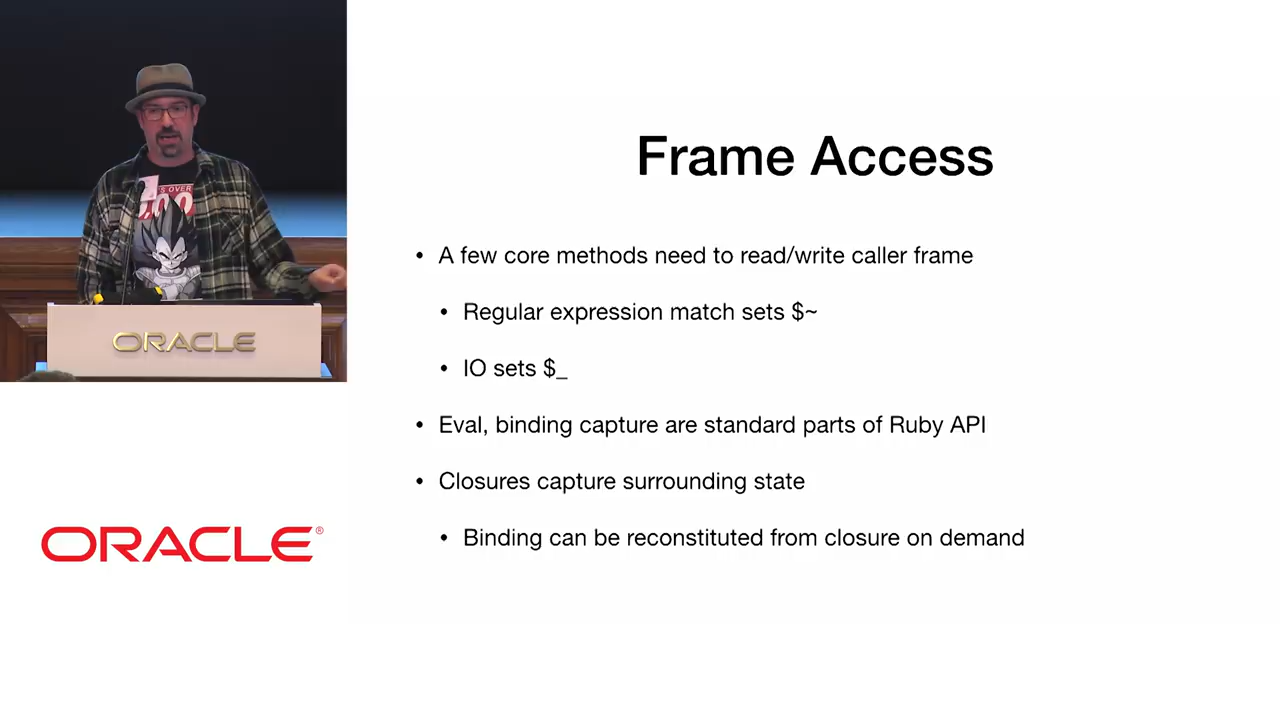 Frame Access
• A few core methods need to read/write caller frame
• Regular expression match sets $~
• IO sets $_
• Eval, binding capture are standard parts of Ruby API
• Closures capture surrounding state
• Binding can be reconstituted from closure on demand
ORACLE
ORACLE®